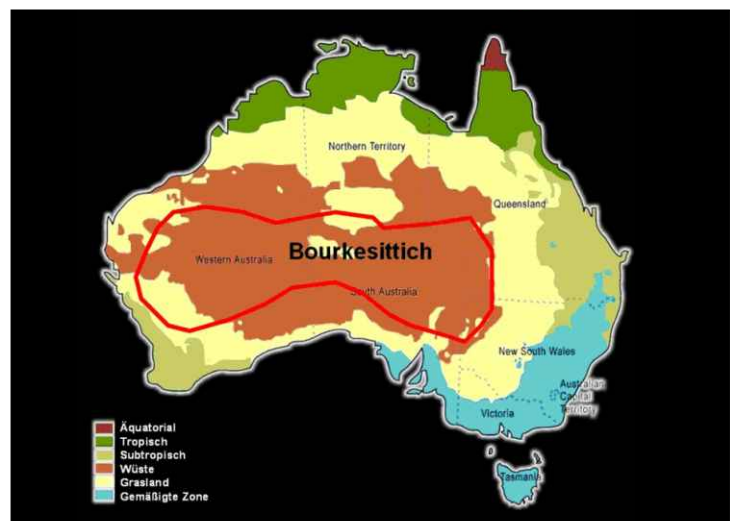 Northern Territory
Queensland
Bourkesittich
Western Australia
South Australia
New South Wales
Australian
Capital
Territory
Victoria
Tasmania
Äquatorial
Tropisch
Subtropisch
Wüste
Grasland
Gemäßigte Zone